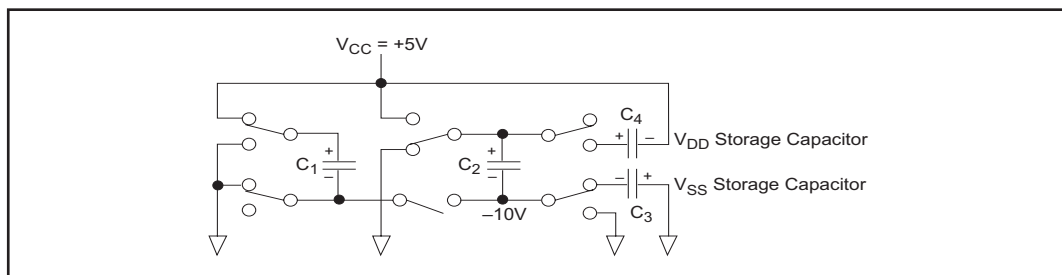 V_CC = +5V
C_4
+ –
V_DD Storage Capacitor
+
C_1
–
+
C_2
–
– +
V_SS Storage Capacitor
C_3
–10V